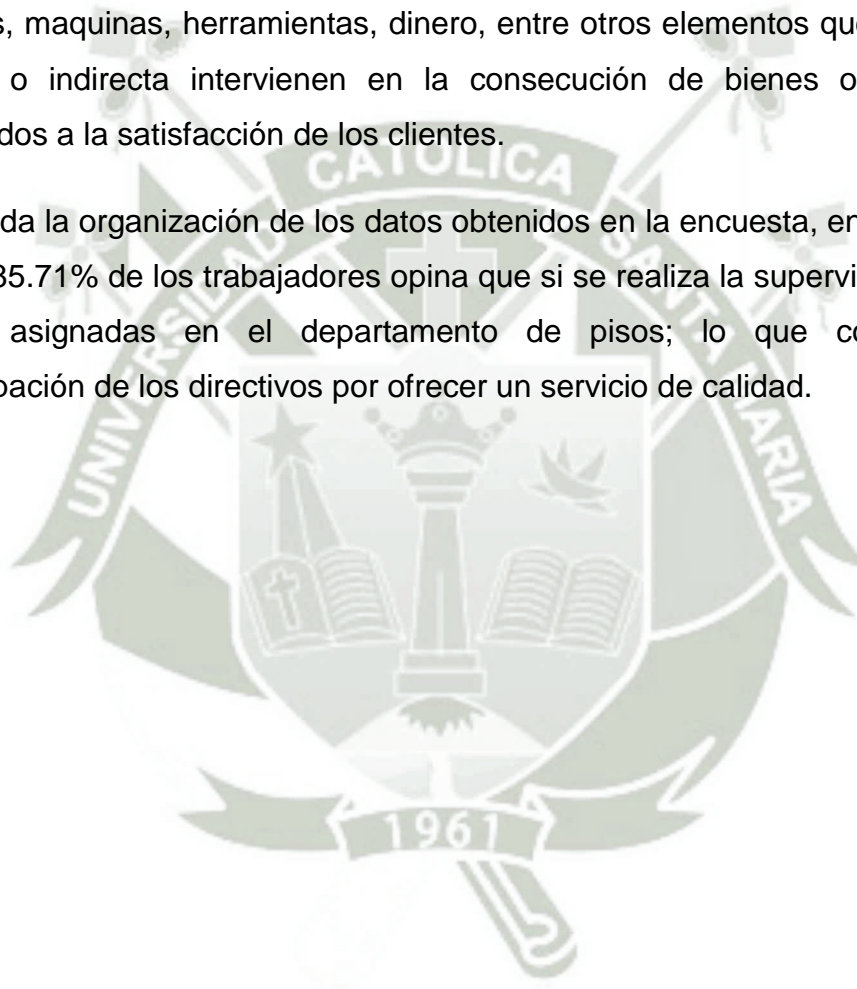 s, maquinas, herramientas, dinero, entre otros elementos que
o indirecta intervienen en la consecución de bienes o
dos a la satisfacción de los clientes.
da la organización de los datos obtenidos en la encuesta, en
de los trabajadores opina que si se realiza la supervi
asignadas en el departamento de pisos; lo que co
pación de los directivos por ofrecer un servicio de calidad.
UNIVERSIDAD CATOLICA SANTA MARIA
1961